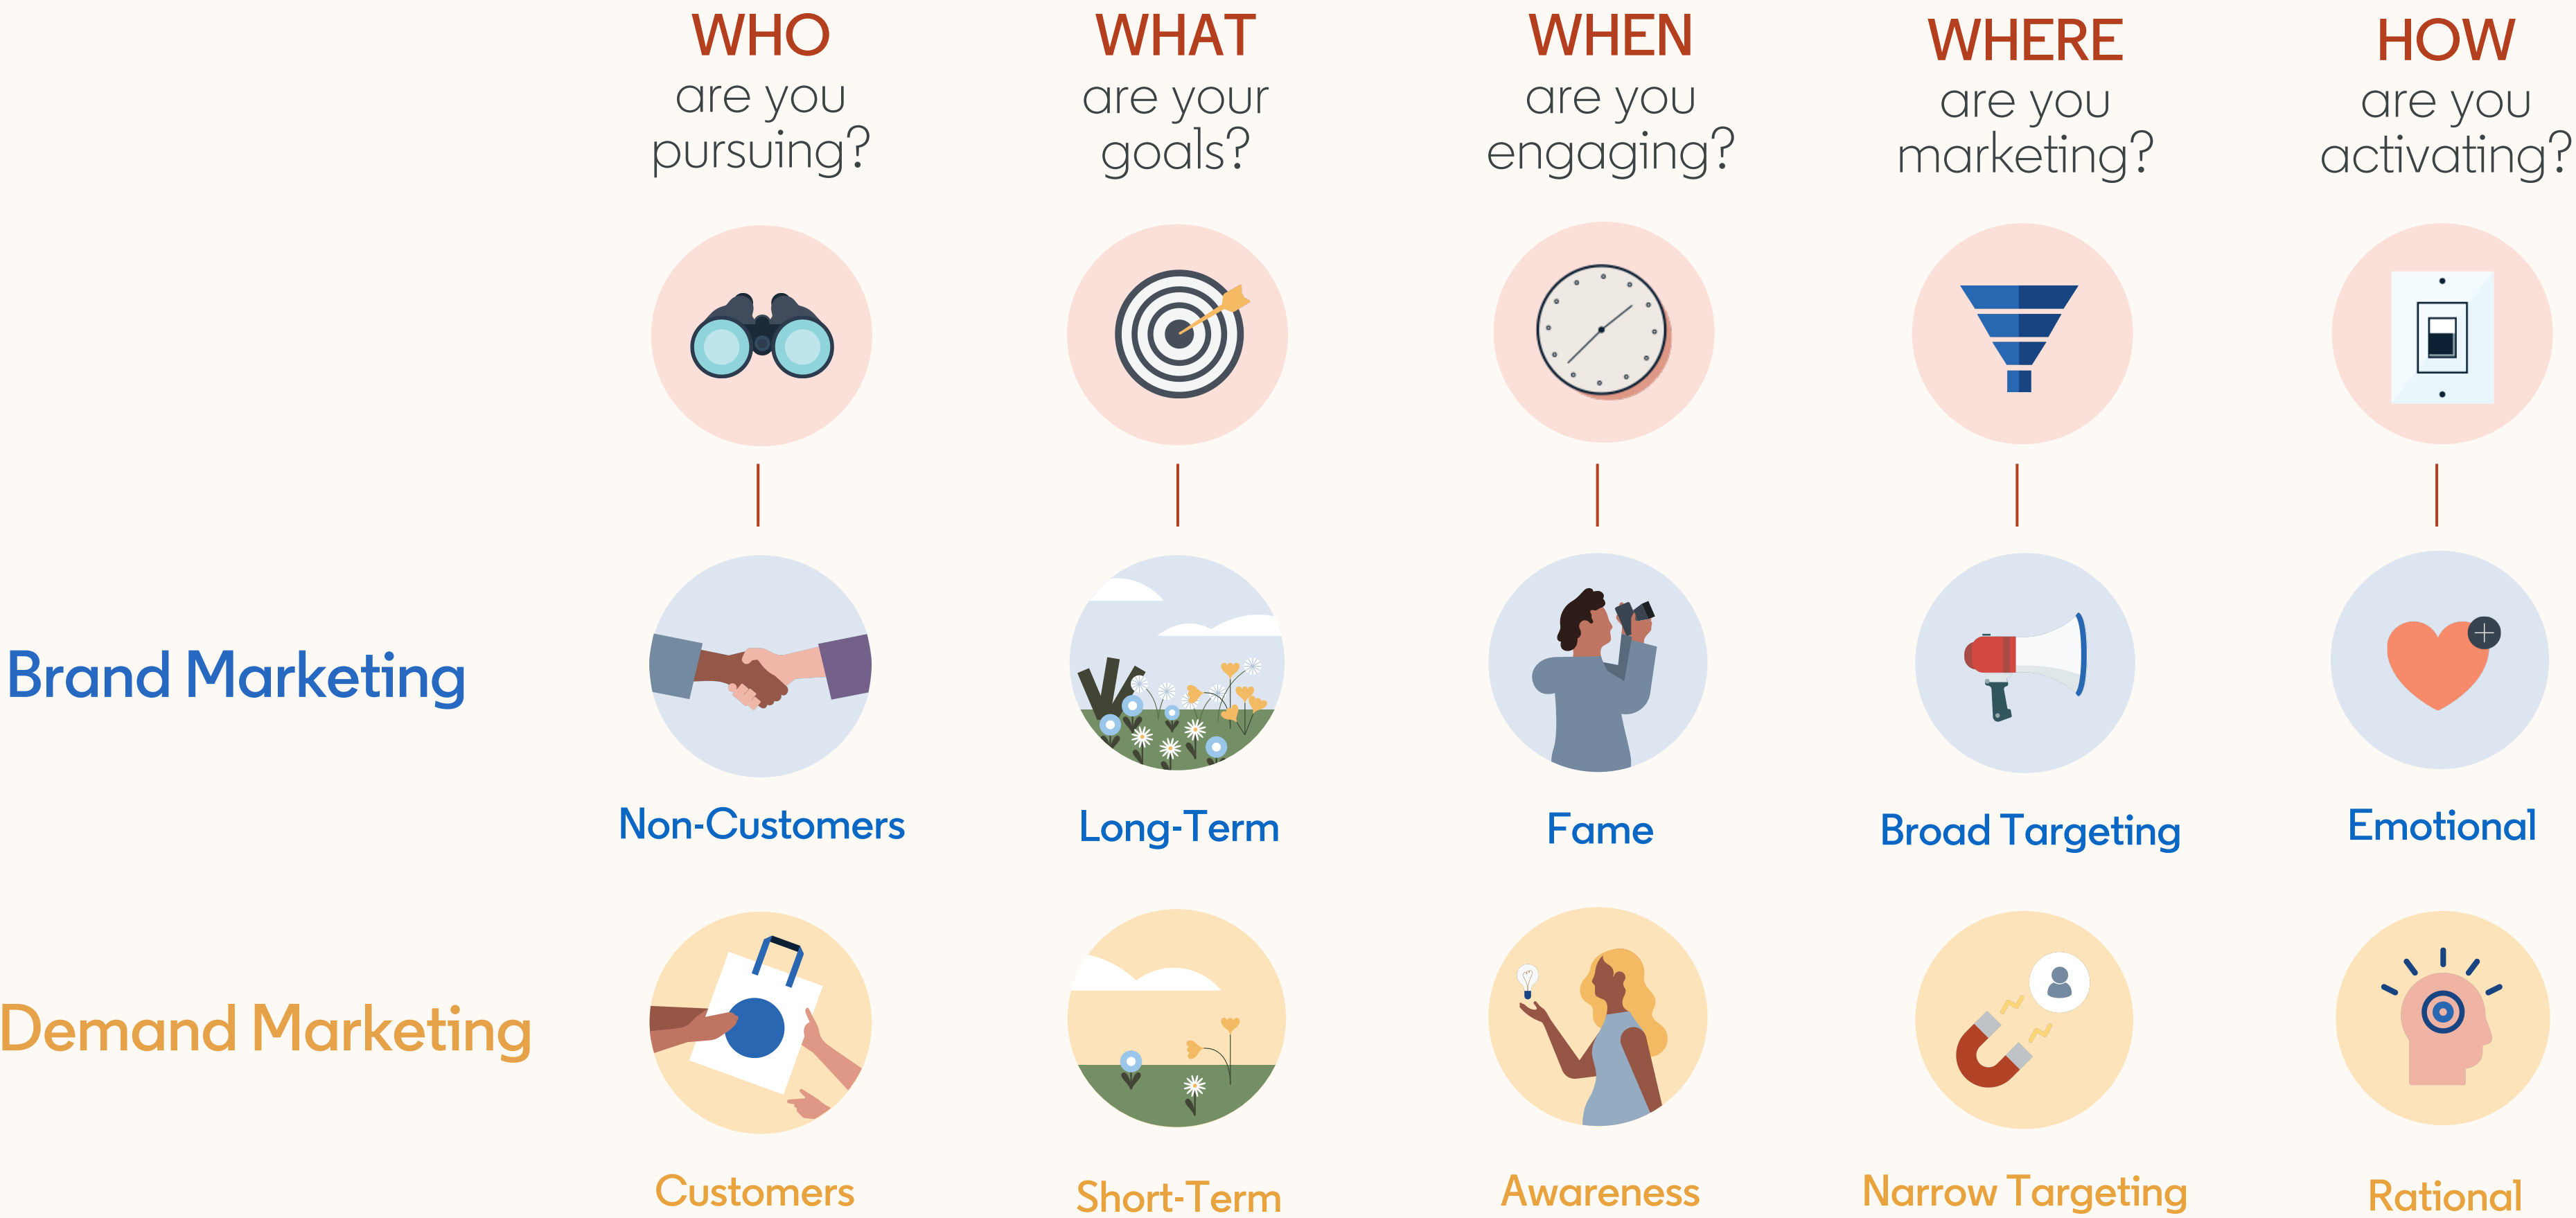 WHO
are you
pursuing?
WHAT
are your
goals?
WHEN
are you
engaging?
WHERE
are you
marketing?
HOW
are you
activating?
Brand Marketing
Non-Customers
Long-Term
Fame
Broad Targeting
Emotional
Demand Marketing
Customers
Short-Term
Awareness
Narrow Targeting
Rational